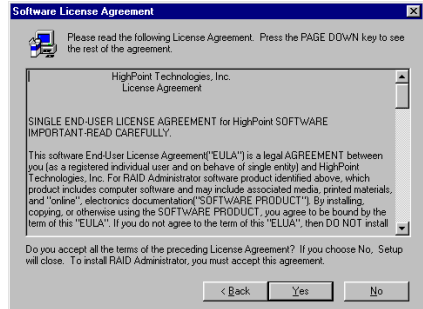 Software License Agreement
Please read the following License Agreement. Press the PAGE DOWN key to see
the rest of the agreement.
HighPoint Technologies, Inc.
License Agreement
SINGLE END-USER LICENSE AGREEMENT for HighPoint SOFTWARE
IMPORTANT-READ CAREFULLY.
This software End-User License Agreement("EULA") is a legal AGREEMENT between
you (as a registered individual user and on behave of single entity) and HighPoint
Technologies, Inc. For RAID Administrator software product identified above, which
product includes computer software and may include associated media, printed materials,
and "online", electronics documentation("SOFTWARE PRODUCT"). By installing,
copying, or otherwise using the SOFTWARE PRODUCT, you agree to be bound by the
term of this "EULA". If you do not agree to the term of this "ELUA", then DO NOT install
Do you accept all the terms of the preceding License Agreement? If you choose No, Setup
will close. To install RAID Administrator, you must accept this agreement.
< Back Yes No